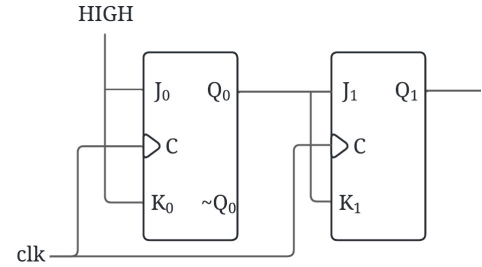 HIGH
J₀ Q₀ J₁ Q₁
C C
K₀ ~Q₀ K₁
clk